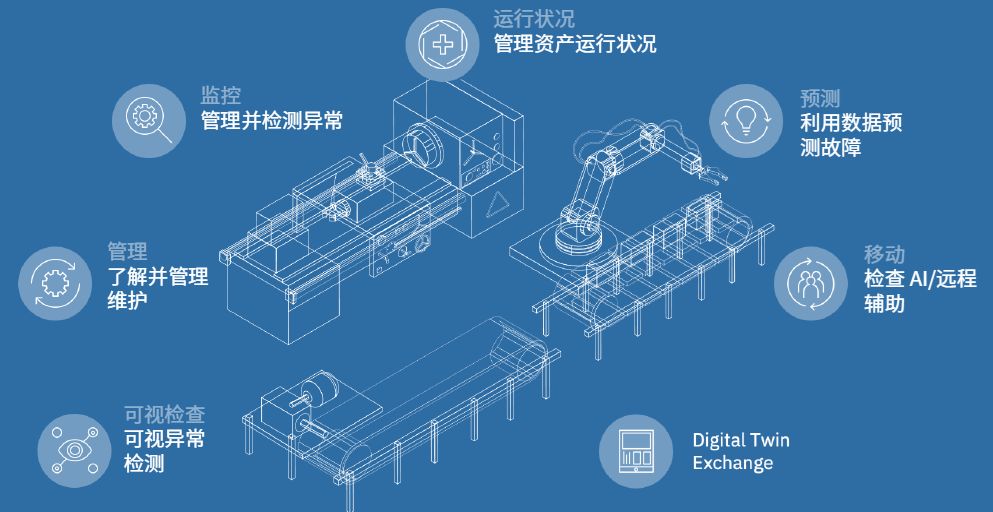 运行状况
管理资产运行状况
监控
管理并检测异常
预测
利用数据预
测故障
管理
了解并管理
维护
移动
检查 AI/远程
辅助
可视检查
可视异常
检测
Digital Twin
Exchange